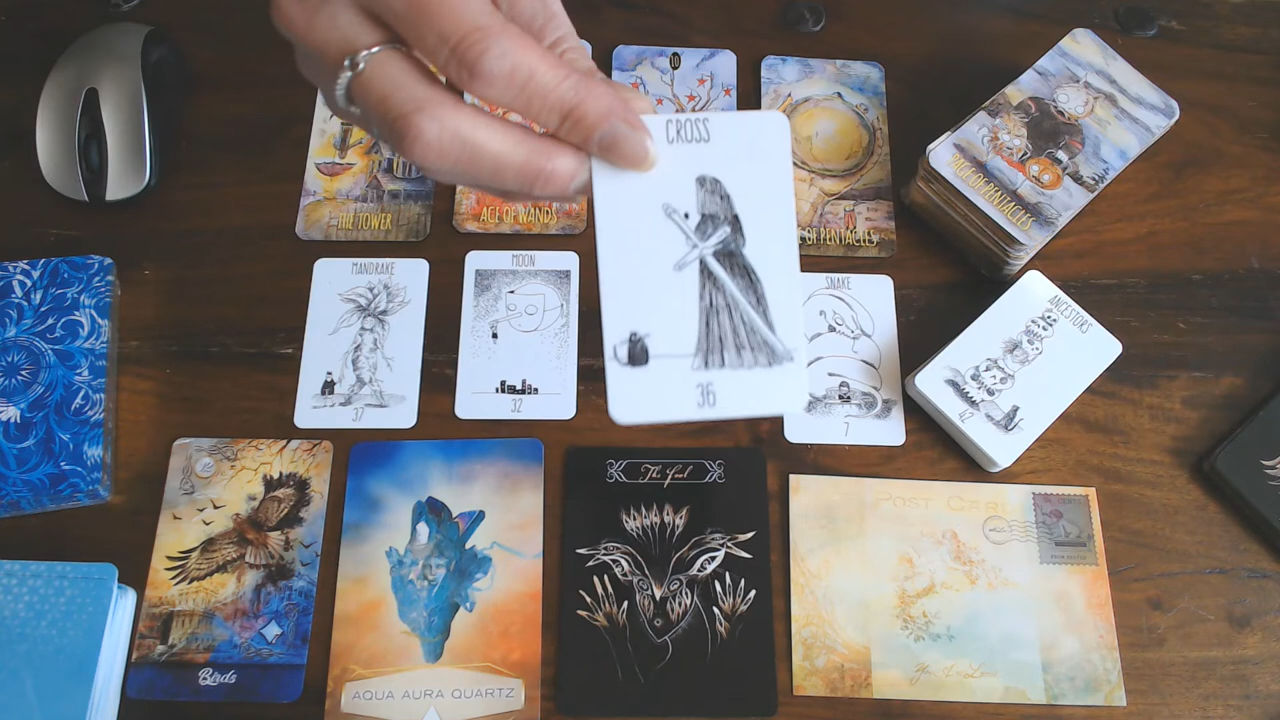 10
THE TOWER
ACE OF WANDS
OF PENTACLES
PAGE OF PENTACLES
CROSS
36
MANDRAKE
37
MOON
32
SNAKE
7
ANCESTORS
42
12
Birds
AQUA AURA QUARTZ
The Fool
POST CARD